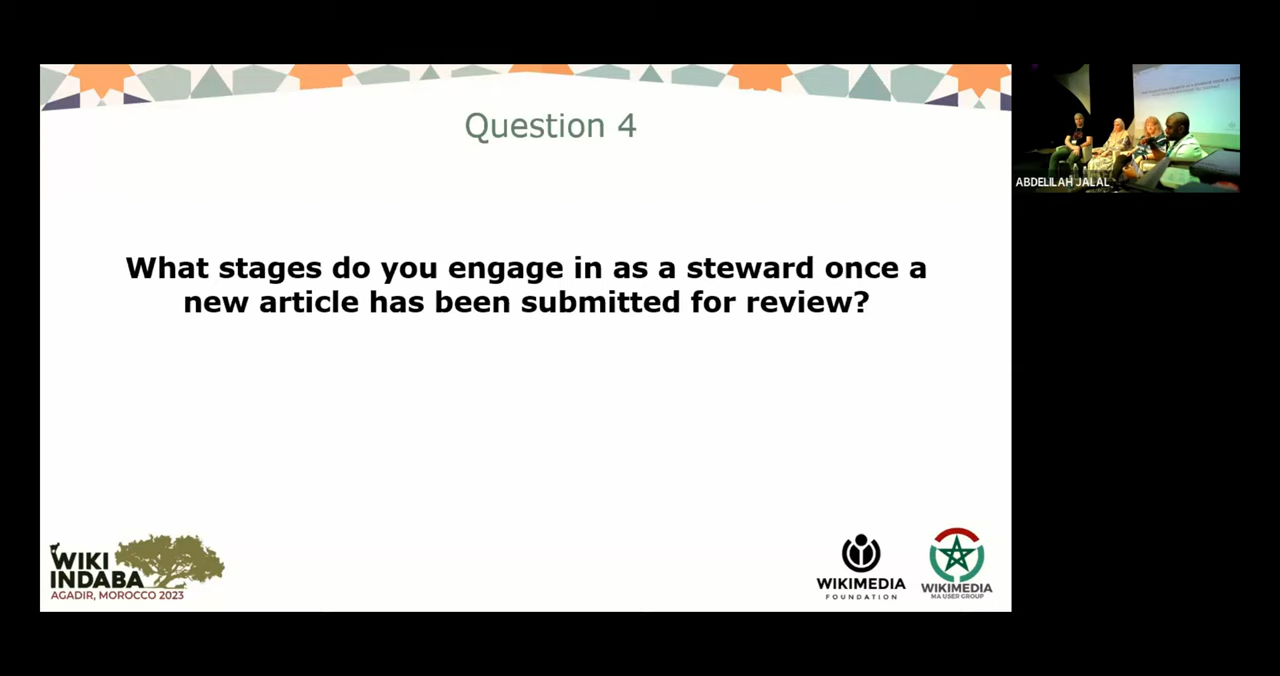 Question 4
What stages do you engage in as a steward once a
new article has been submitted for review?
ABDELILAH JALAL
WIKI
INDABA
AGADIR, MOROCCO 2023
WIKIMEDIA
FOUNDATION
WIKIMEDIA
MA USER GROUP